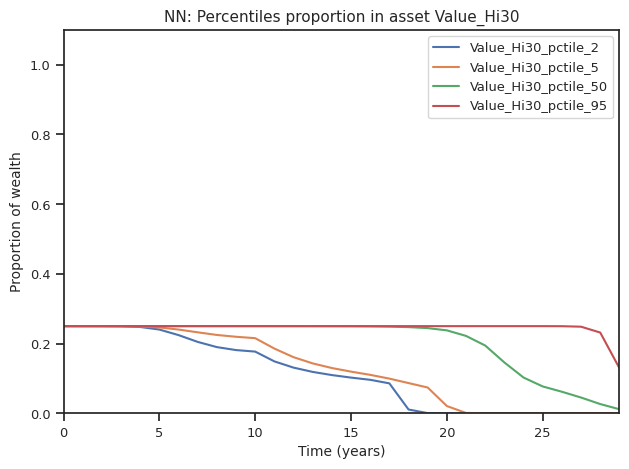 NN: Percentiles proportion in asset Value_Hi30
Value_Hi30_pctile_2
Value_Hi30_pctile_5
Value_Hi30_pctile_50
Value_Hi30_pctile_95
Proportion of wealth
1.0
0.8
0.6
0.4
0.2
0.0
0 5 10 15 20 25
Time (years)